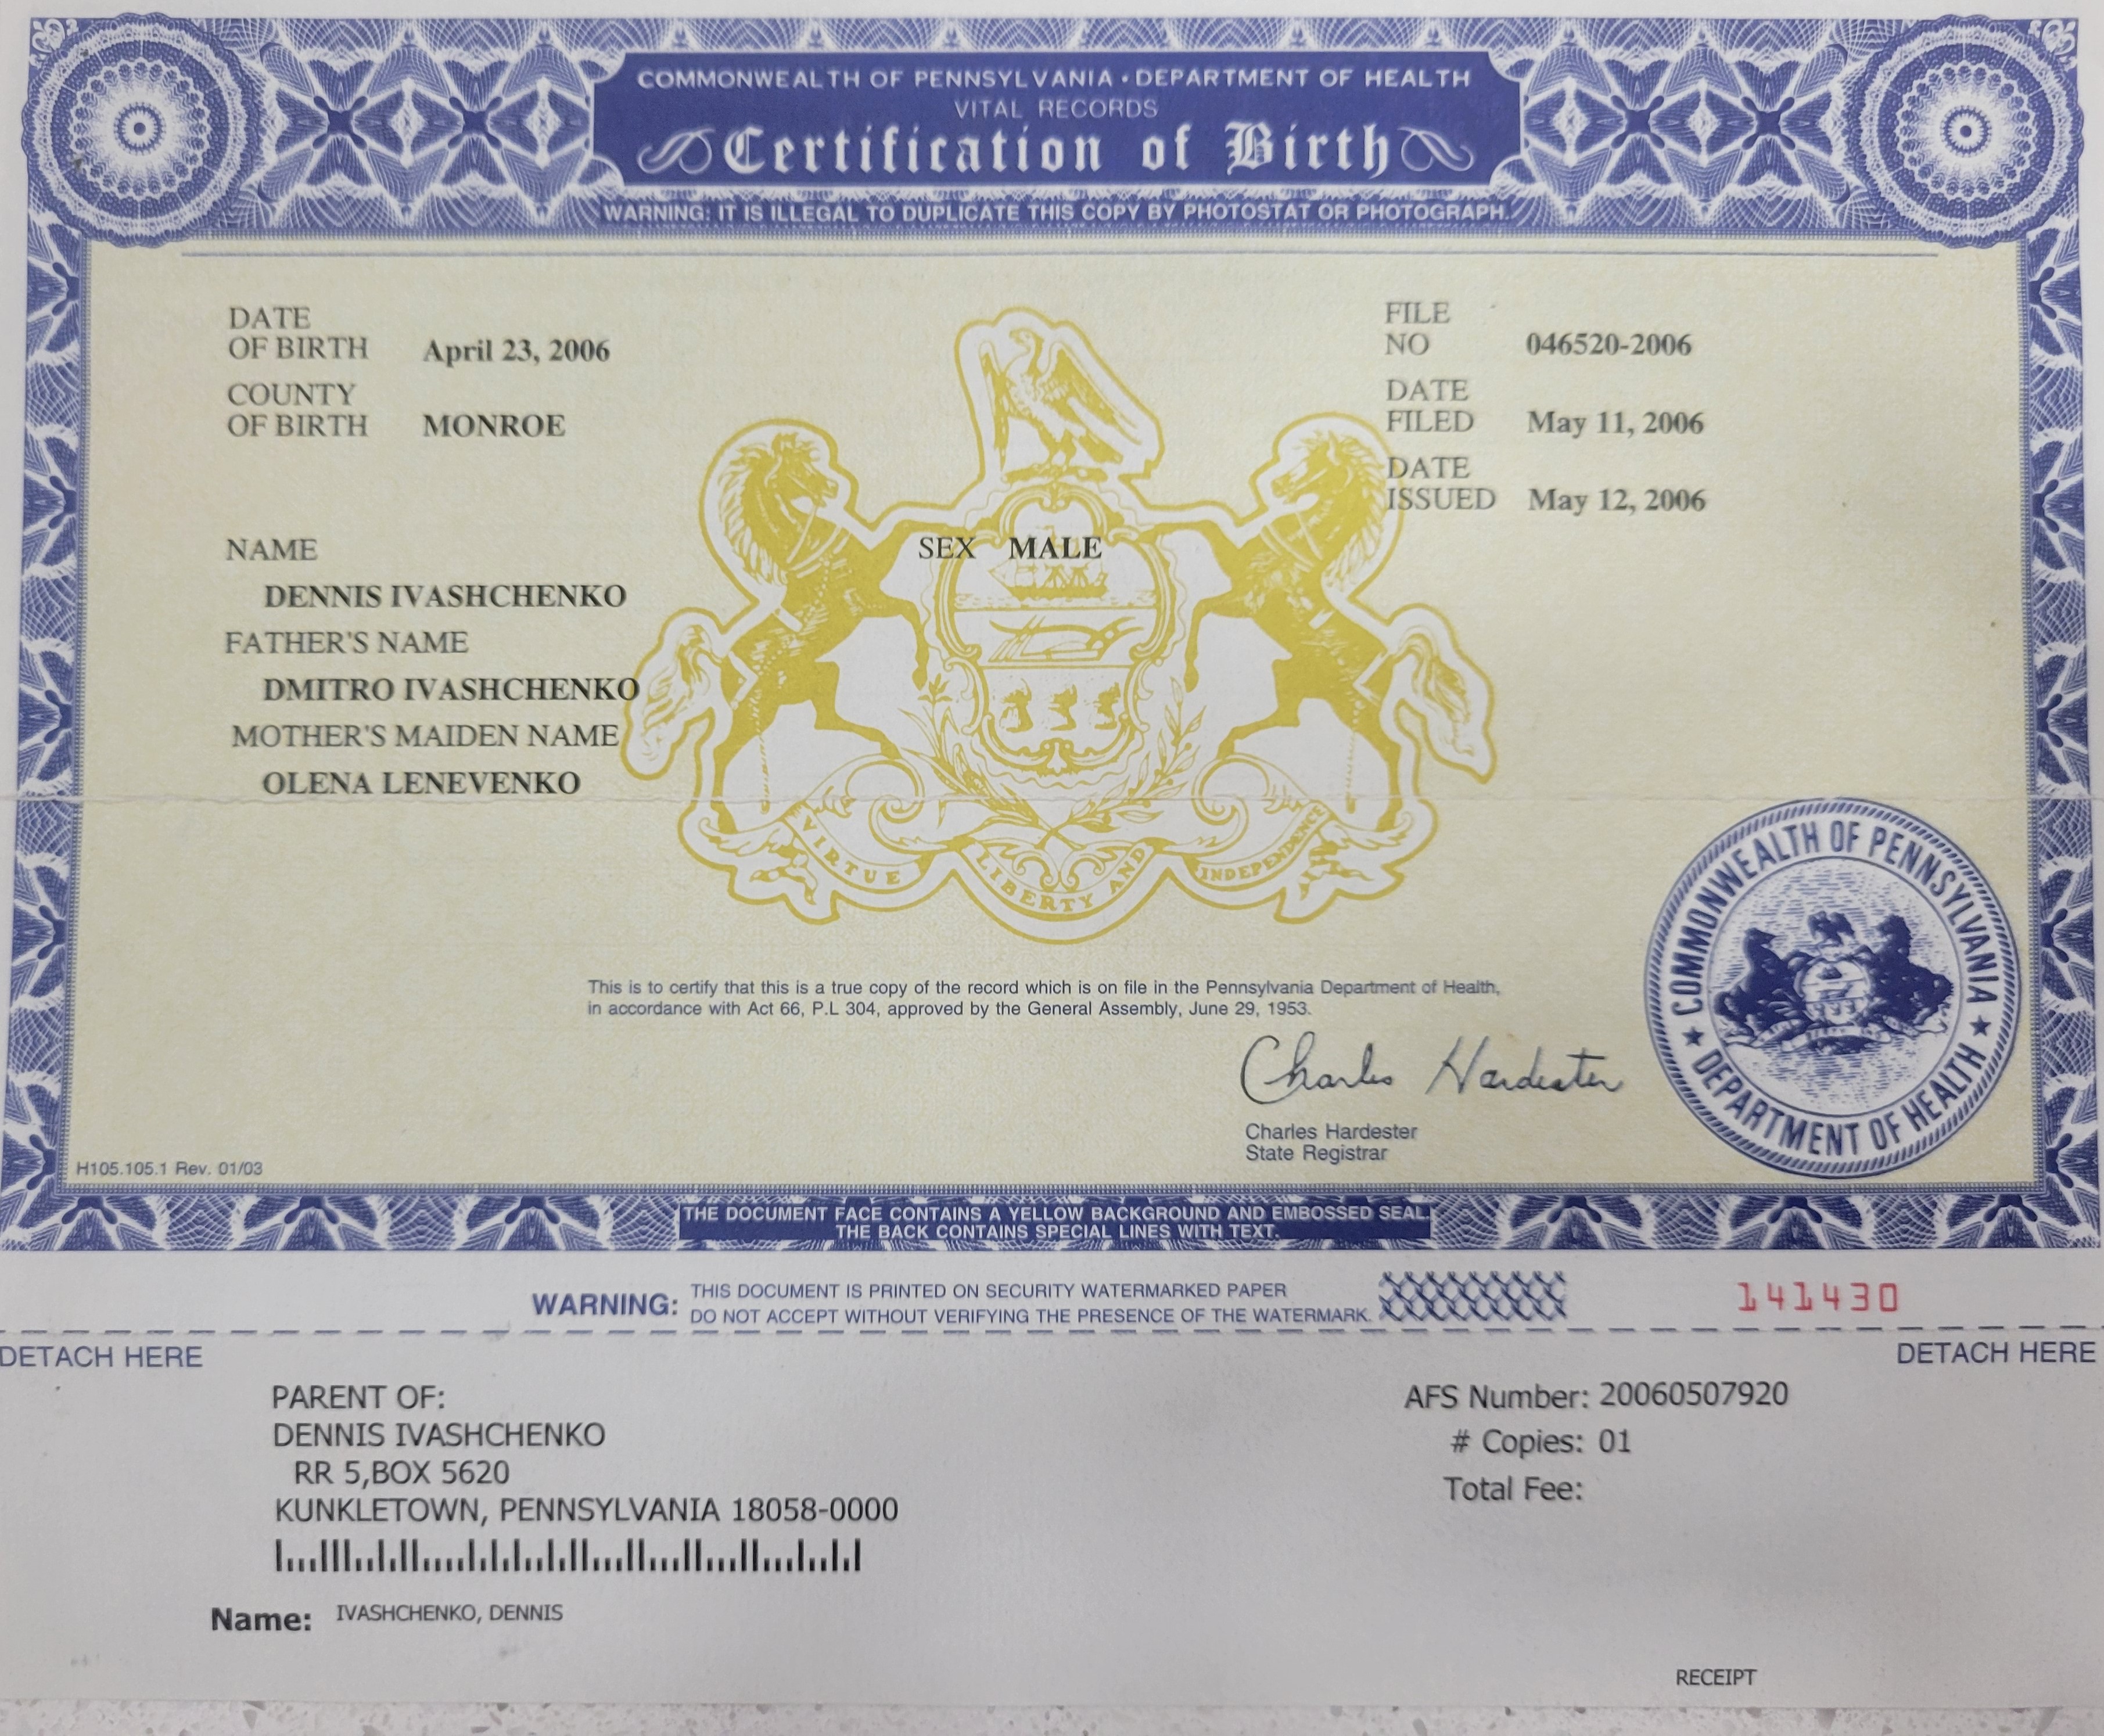 COMMONWEALTH OF PENNSYLVANIA • DEPARTMENT OF HEALTH
VITAL RECORDS
Certification of Birth
WARNING: IT IS ILLEGAL TO DUPLICATE THIS COPY BY PHOTOSTAT OR PHOTOGRAPH.
DATE
OF BIRTH April 23, 2006
COUNTY
OF BIRTH MONROE
FILE
NO 046520-2006
DATE
FILED May 11, 2006
DATE
ISSUED May 12, 2006
NAME SEX MALE
DENNIS IVASHCHENKO
FATHER'S NAME
DMITRO IVASHCHENKO
MOTHER'S MAIDEN NAME
OLENA LENEVENKO
VIRTUE LIBERTY AND INDEPENDENCE
This is to certify that this is a true copy of the record which is on file in the Pennsylvania Department of Health,
in accordance with Act 66, P.L 304, approved by the General Assembly, June 29, 1953.
Charles Hardester
Charles Hardester
State Registrar
COMMONWEALTH OF PENNSYLVANIA
★ DEPARTMENT OF HEALTH ★
H105.105.1 Rev. 01/03
THE DOCUMENT FACE CONTAINS A YELLOW BACKGROUND AND EMBOSSED SEAL.
THE BACK CONTAINS SPECIAL LINES WITH TEXT.
WARNING: THIS DOCUMENT IS PRINTED ON SECURITY WATERMARKED PAPER
DO NOT ACCEPT WITHOUT VERIFYING THE PRESENCE OF THE WATERMARK.
141430
DETACH HERE DETACH HERE
PARENT OF:
DENNIS IVASHCHENKO
RR 5,BOX 5620
KUNKLETOWN, PENNSYLVANIA 18058-0000
AFS Number: 20060507920
# Copies: 01
Total Fee:
Name: IVASHCHENKO, DENNIS
RECEIPT